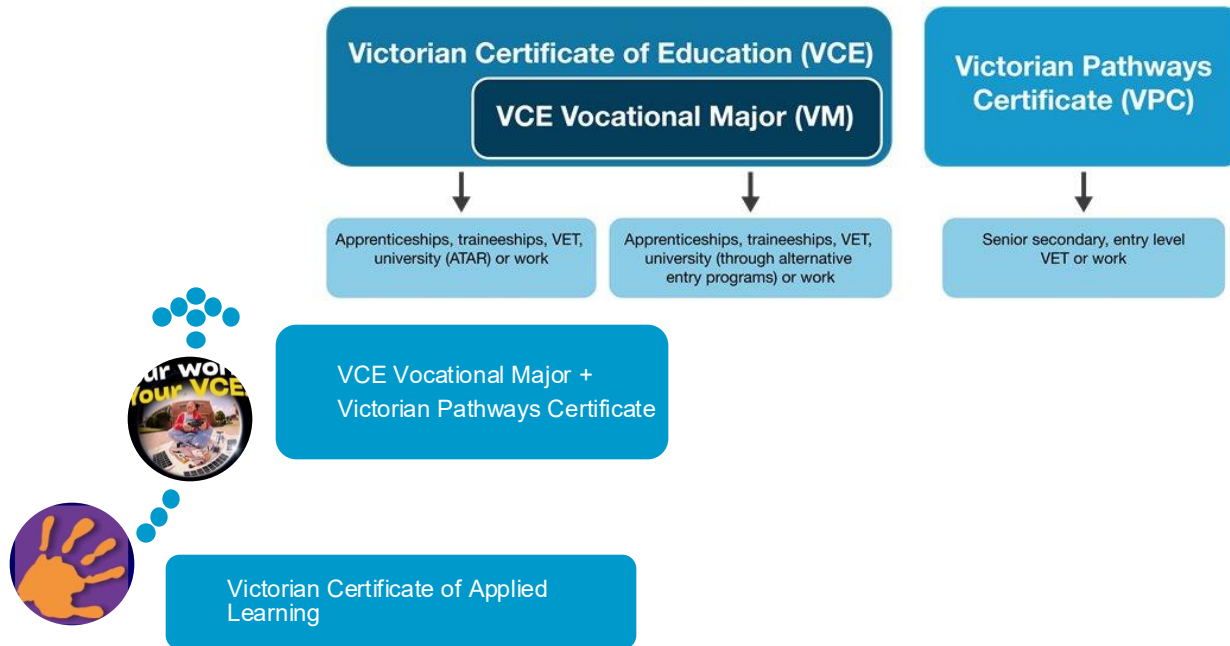 Victorian Certificate of Education (VCE)
VCE Vocational Major (VM)
Victorian Pathways
Certificate (VPC)
Apprenticeships, traineeships, VET,
university (ATAR) or work
Apprenticeships, traineeships, VET,
university (through alternative
entry programs) or work
Senior secondary, entry level
VET or work
VCE Vocational Major +
Victorian Pathways Certificate
Your VCE
Victorian Certificate of Applied
Learning